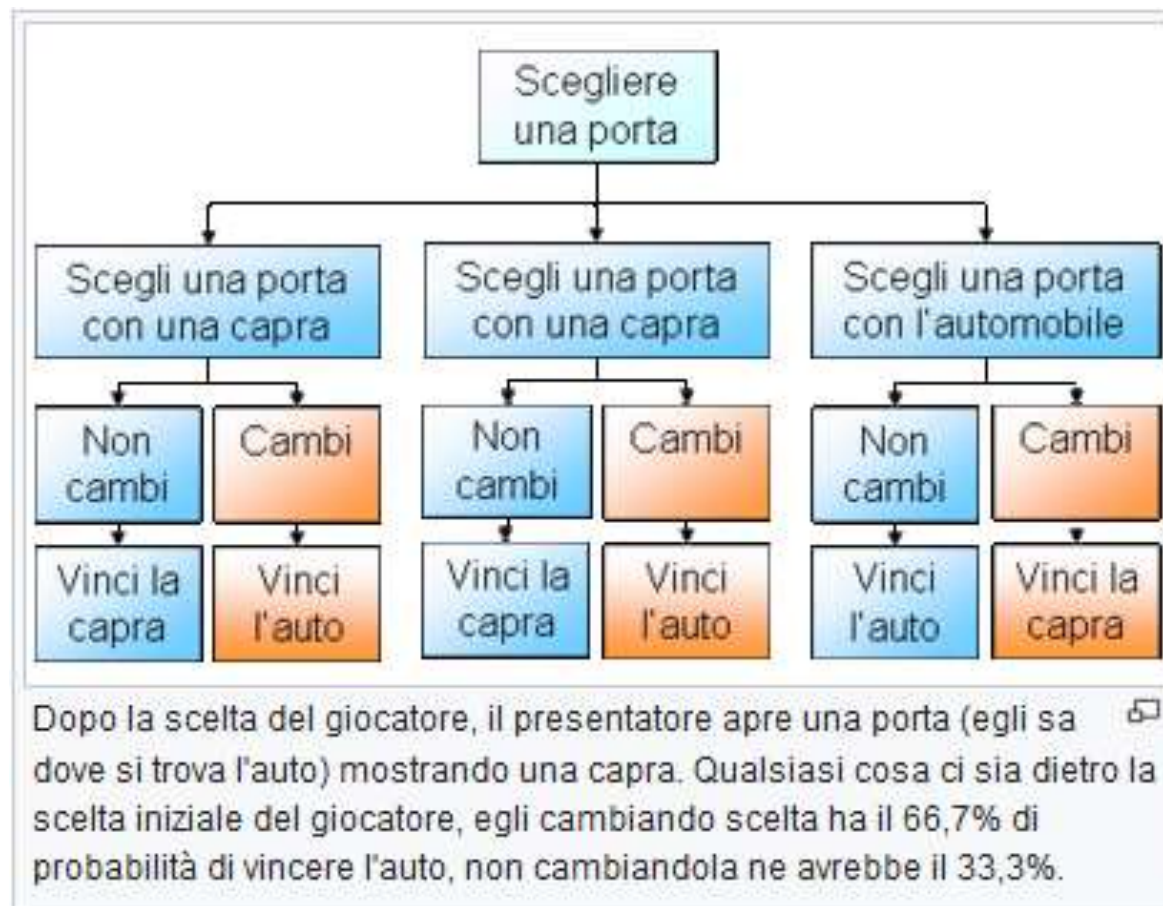 Scegliere
una porta
Scegli una porta
con una capra
Scegli una porta
con una capra
Scegli una porta
con l'automobile
Non
cambi
Cambi
Non
cambi
Cambi
Non
cambi
Cambi
Vinci la
capra
Vinci
l'auto
Vinci la
capra
Vinci
l'auto
Vinci
l'auto
Vinci la
capra
Dopo la scelta del giocatore, il presentatore apre una porta (egli sa
dove si trova l'auto) mostrando una capra. Qualsiasi cosa ci sia dietro la
scelta iniziale del giocatore, egli cambiando scelta ha il 66,7% di
probabilità di vincere l'auto, non cambiandola ne avrebbe il 33,3%.